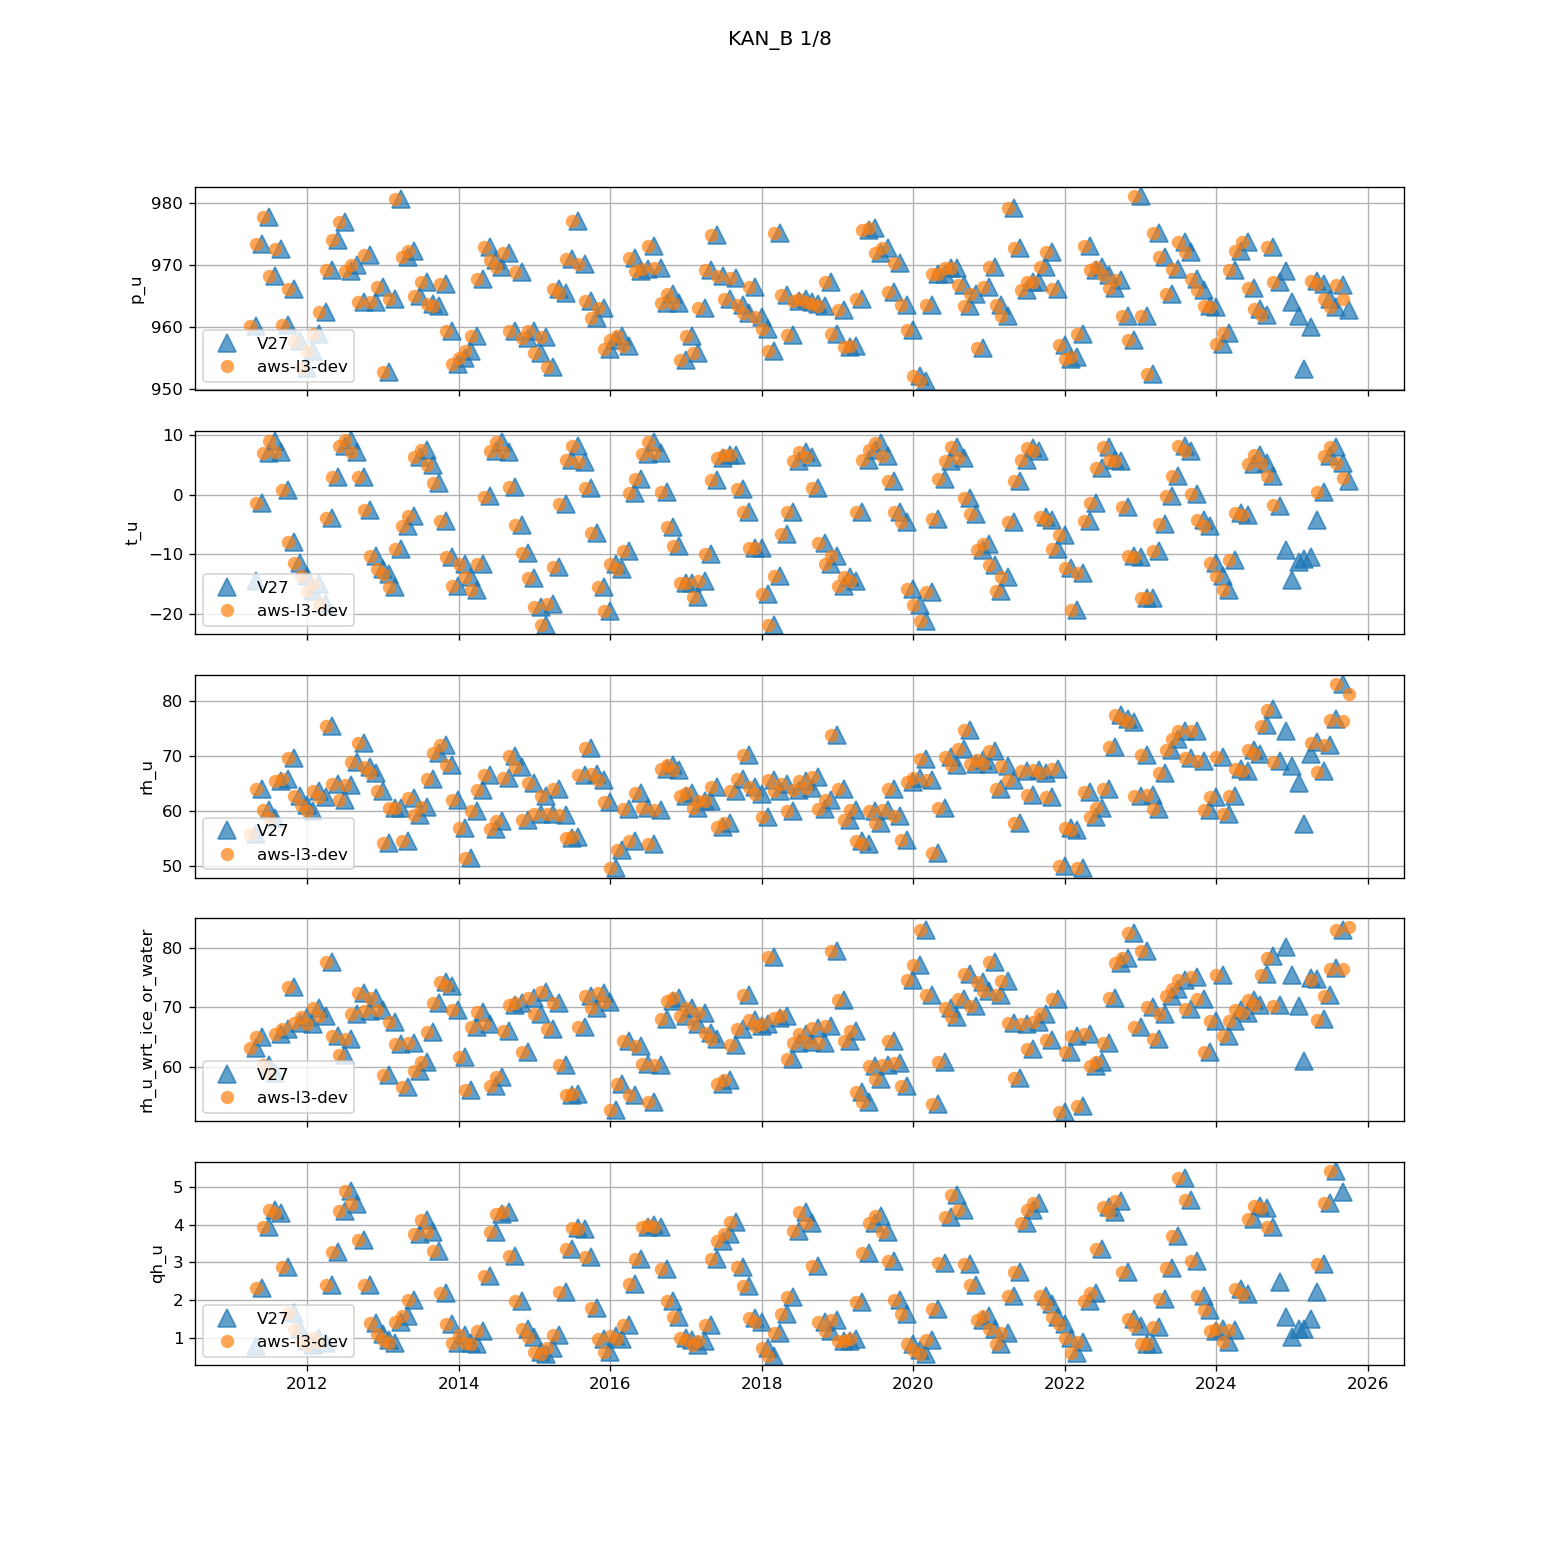 KAN_B 1/8
980
970
960
950
p_u
V27
aws-l3-dev
10
0
−10
−20
t_u
V27
aws-l3-dev
80
70
60
50
rh_u
V27
aws-l3-dev
80
70
60
rh_u_wrt_ice_or_water
V27
aws-l3-dev
5
4
3
2
1
qh_u
V27
aws-l3-dev
2012 2014 2016 2018 2020 2022 2024 2026